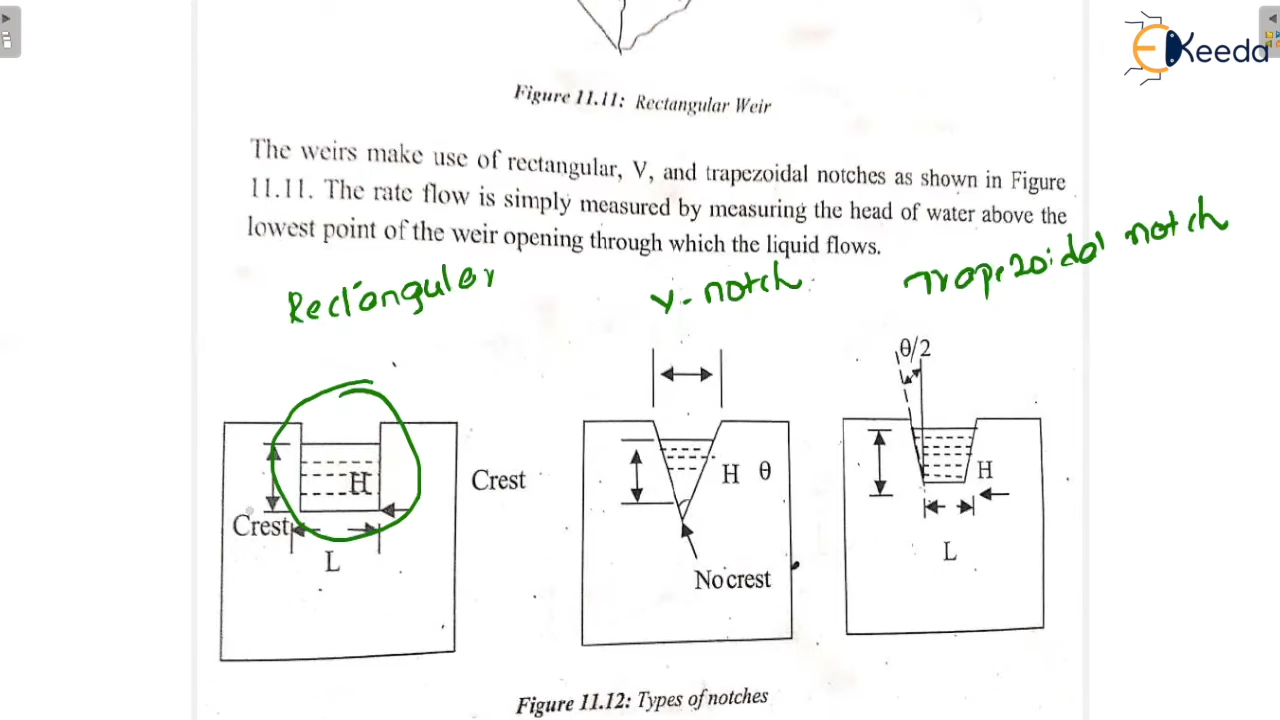 EKeeda
Figure 11.11: Rectangular Weir
The weirs make use of rectangular, V, and trapezoidal notches as shown in Figure
11.11. The rate flow is simply measured by measuring the head of water above the
lowest point of the weir opening through which the liquid flows.
Rectangular
V-notch
Trapezoidal notch
θ/2
H
Crest
Crest
L
H θ
No crest
H
L
Figure 11.12: Types of notches